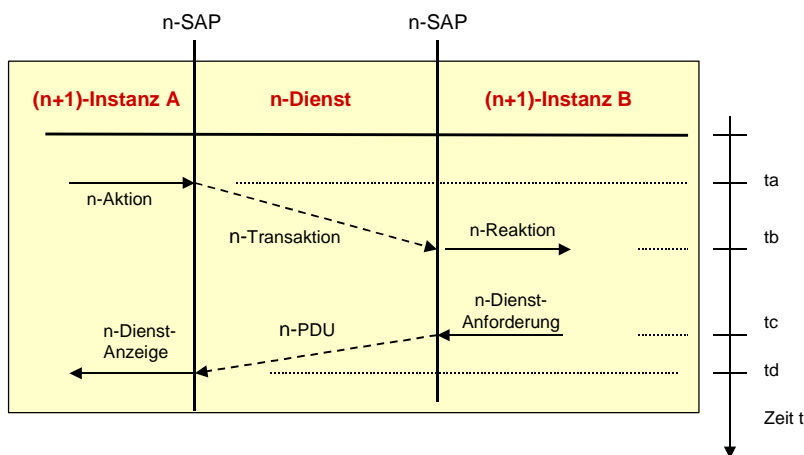 n-SAP
n-SAP
(n+1)-Instanz A
n-Dienst
(n+1)-Instanz B
ta
n-Aktion
n-Transaktion
n-Reaktion
tb
n-Dienst-
Anforderung
n-Dienst-
Anzeige
n-PDU
tc
td
Zeit t